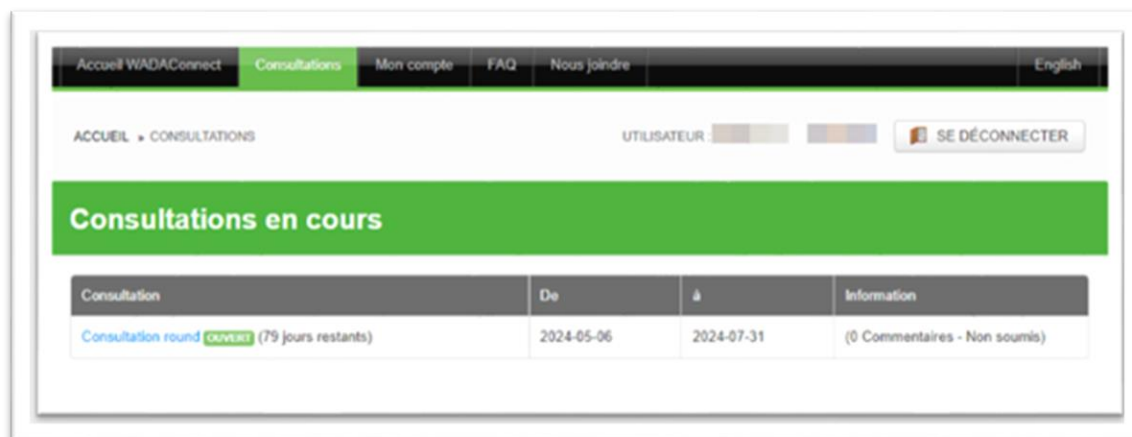 Accueil WADAConnect Consultations Mon compte FAQ Nous joindre English
ACCUEIL » CONSULTATIONS UTILISATEUR : SE DÉCONNECTER
Consultations en cours
Consultation De à Information
Consultation round OUVERT (79 jours restants) 2024-05-06 2024-07-31 (0 Commentaires - Non soumis)